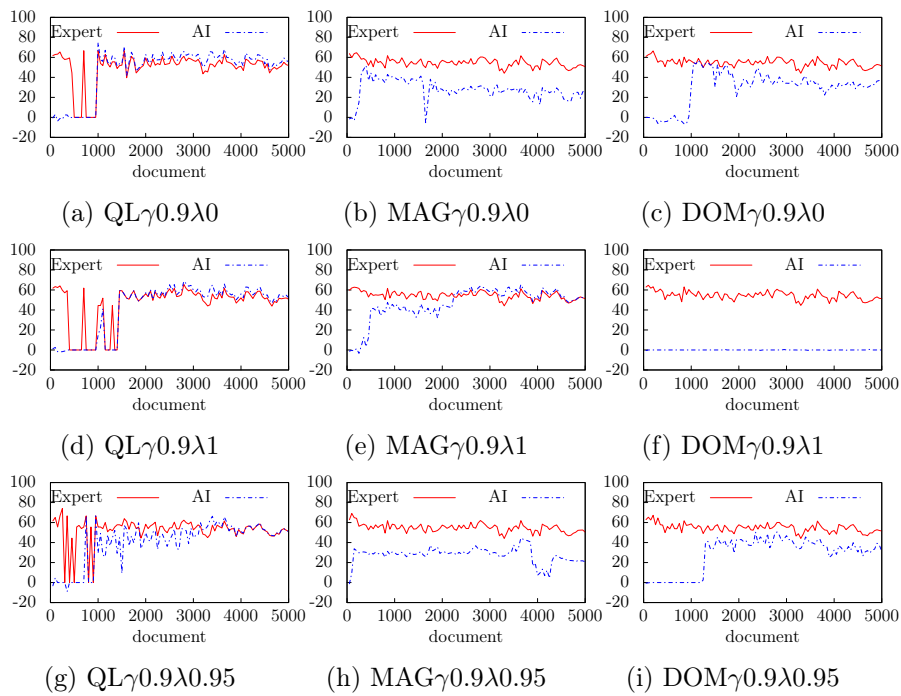 100
80
60
40
20
0
-20
Expert AI
0 1000 2000 3000 4000 5000
document
(a) QLγ0.9λ0
100
80
60
40
20
0
-20
Expert AI
0 1000 2000 3000 4000 5000
document
(b) MAGγ0.9λ0
100
80
60
40
20
0
-20
Expert AI
0 1000 2000 3000 4000 5000
document
(c) DOMγ0.9λ0
100
80
60
40
20
0
-20
Expert AI
0 1000 2000 3000 4000 5000
document
(d) QLγ0.9λ1
100
80
60
40
20
0
-20
Expert AI
0 1000 2000 3000 4000 5000
document
(e) MAGγ0.9λ1
100
80
60
40
20
0
-20
Expert AI
0 1000 2000 3000 4000 5000
document
(f) DOMγ0.9λ1
100
80
60
40
20
0
-20
Expert AI
0 1000 2000 3000 4000 5000
document
(g) QLγ0.9λ0.95
100
80
60
40
20
0
-20
Expert AI
0 1000 2000 3000 4000 5000
document
(h) MAGγ0.9λ0.95
100
80
60
40
20
0
-20
Expert AI
0 1000 2000 3000 4000 5000
document
(i) DOMγ0.9λ0.95